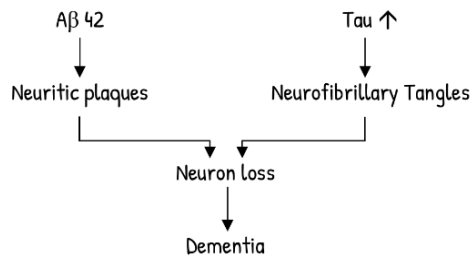 Aβ 42
Tau ↑
Neuritic plaques
Neurofibrillary Tangles
Neuron loss
Dementia